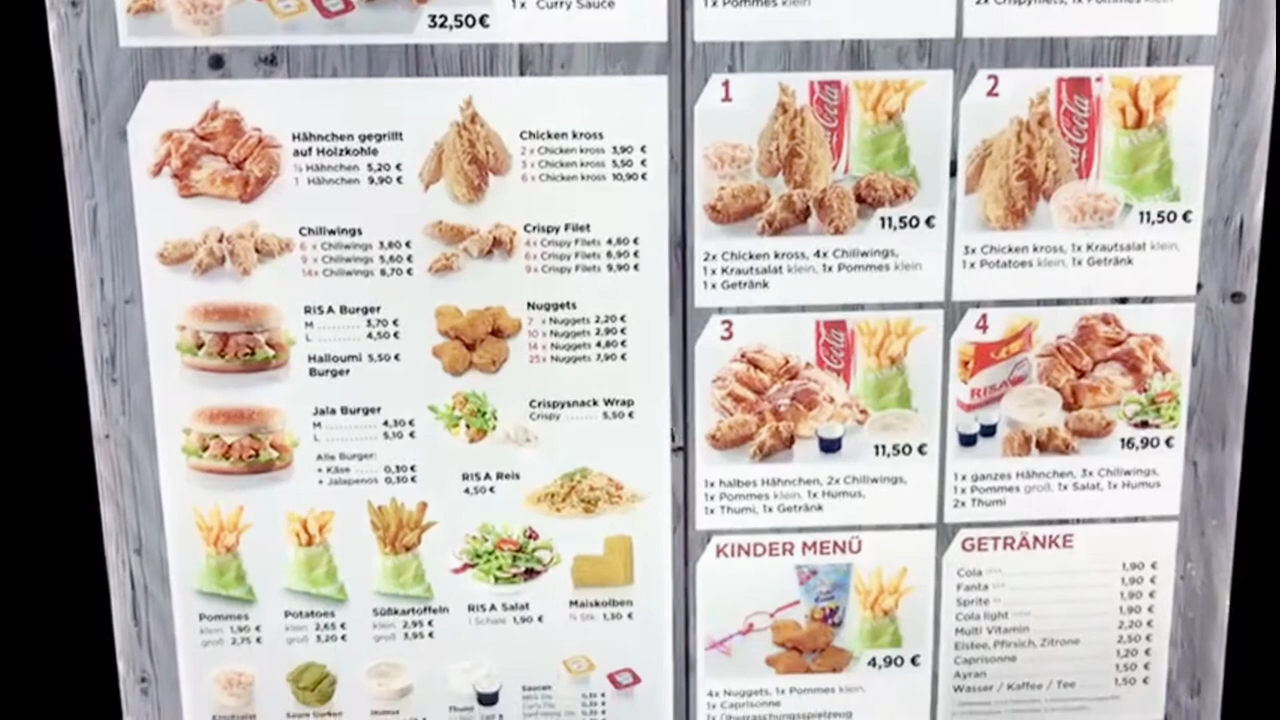 1x Curry Sauce
32,50 €
1x Pommes klein
Hähnchen gegrillt
auf Holzkohle
½ Hähnchen 5,20 €
1 Hähnchen 9,90 €
Chicken kross
2 x Chicken kross 3,90 €
3 x Chicken kross 5,50 €
6 x Chicken kross 10,90 €
Chiliwings
6 x Chiliwings 3,80 €
9 x Chiliwings 5,60 €
14x Chiliwings 8,70 €
Crispy Filet
4x Crispy Filets 4,80 €
6x Crispy Filets 6,90 €
9x Crispy Filets 9,90 €
RISA Burger
M ......... 3,70 €
L ......... 4,50 €
Halloumi 5,50 €
Burger
Nuggets
7 x Nuggets 2,20 €
10 x Nuggets 2,90 €
14 x Nuggets 4,80 €
25x Nuggets 7,90 €
Jala Burger
M ........... 4,30 €
L ........... 5,10 €
Alle Burger:
+ Käse ..... 0,30 €
+ Jalapenos 0,30 €
Crispysnack Wrap
Crispy ....... 5,50 €
RISA Reis
4,50 €
Pommes
klein 1,90 €
groß 2,75 €
Potatoes
klein 2,65 €
groß 3,20 €
Süßkartoffeln
klein 2,95 €
groß 3,95 €
RISA Salat
1 Schale 1,90 €
Maiskolben
1,30 €
Krautsalat
Saure Gurken
Humus
Thumi
Saucen
1
Coca-Cola
11,50 €
2x Chicken kross, 4x Chiliwings,
1x Krautsalat klein, 1x Pommes klein
1x Getränk
2
Coca-Cola
11,50 €
3x Chicken kross, 1x Krautsalat klein,
1x Potatoes klein, 1x Getränk
3
Coca-Cola
11,50 €
1x halbes Hähnchen, 2x Chiliwings,
1x Pommes klein, 1x Humus,
1x Thumi, 1x Getränk
4
RISA
16,90 €
1x ganzes Hähnchen, 3x Chiliwings,
1x Pommes groß, 1x Salat, 1x Humus
2x Thumi
KINDER MENÜ
4,90 €
4x Nuggets, 1x Pommes klein,
1x Caprisonne
1x Überraschungsspielzeug
GETRÄNKE
Cola 1,90 €
Fanta 1,90 €
Sprite 1,90 €
Cola light 1,90 €
Multi Vitamin 2,20 €
Eistee, Pfirsich, Zitrone 2,50 €
Caprisonne 1,20 €
Ayran 1,50 €
Wasser / Kaffee / Tee 1,50 €